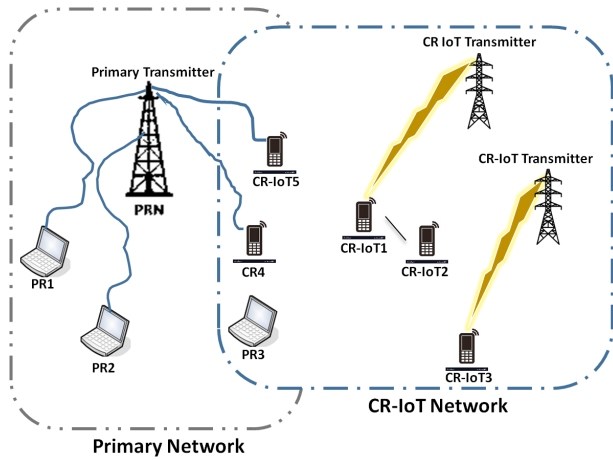 CR IoT Transmitter
Primary Transmitter
CR-IoT Transmitter
CR-IoT5
PRN
CR-IoT1
CR4
CR-IoT2
PR1
PR3
PR2
CR-IoT3
CR-IoT Network
Primary Network